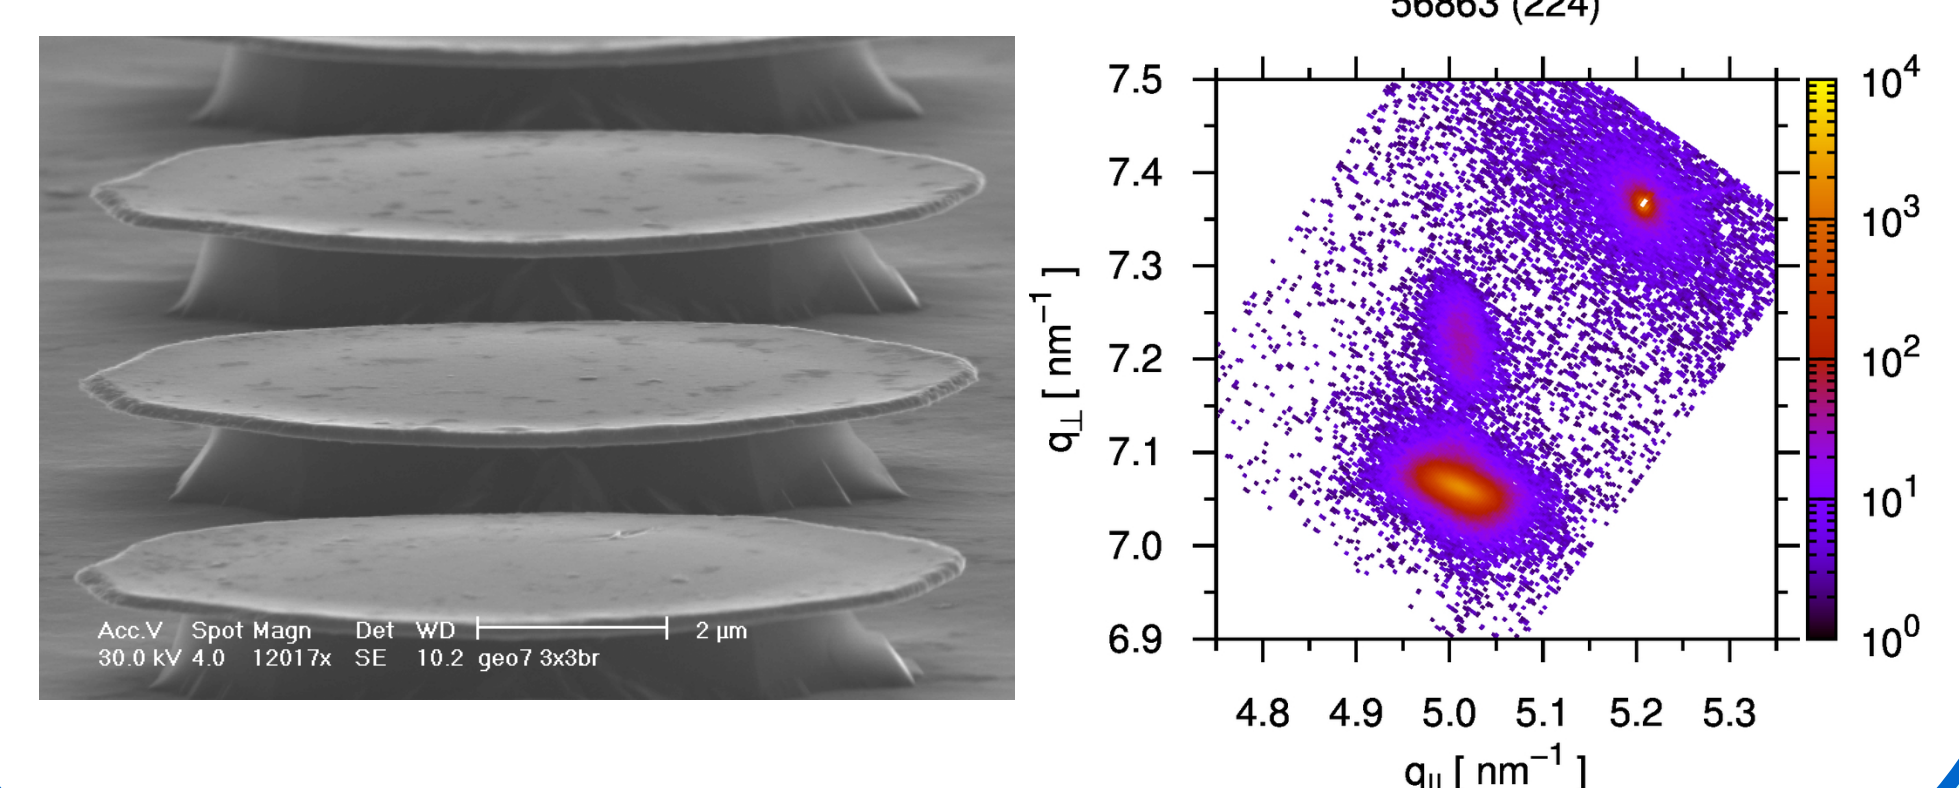 Acc.V Spot Magn Det WD 2 µm
30.0 kV 4.0 12017x SE 10.2 geo7 3x3br
56863 (224)
7.5
7.4
7.3
7.2
7.1
7.0
6.9
q⊥ [ nm⁻¹ ]
4.8 4.9 5.0 5.1 5.2 5.3
q|| [ nm⁻¹ ]
10⁴
10³
10²
10¹
10⁰